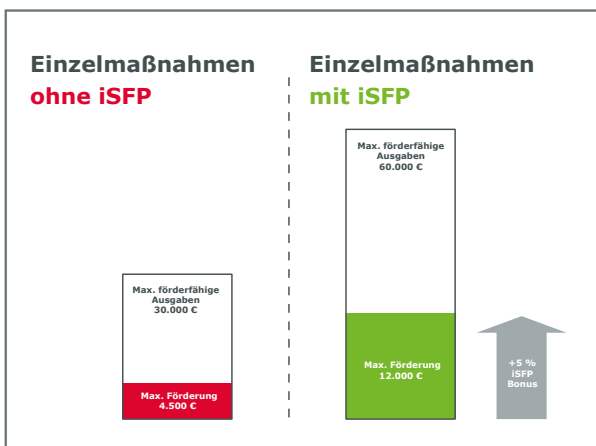 Einzelmaßnahmen
ohne iSFP
Einzelmaßnahmen
mit iSFP
Max. förderfähige
Ausgaben
60.000 €
Max. förderfähige
Ausgaben
30.000 €
Max. Förderung
4.500 €
Max. Förderung
12.000 €
+5 %
iSFP
Bonus